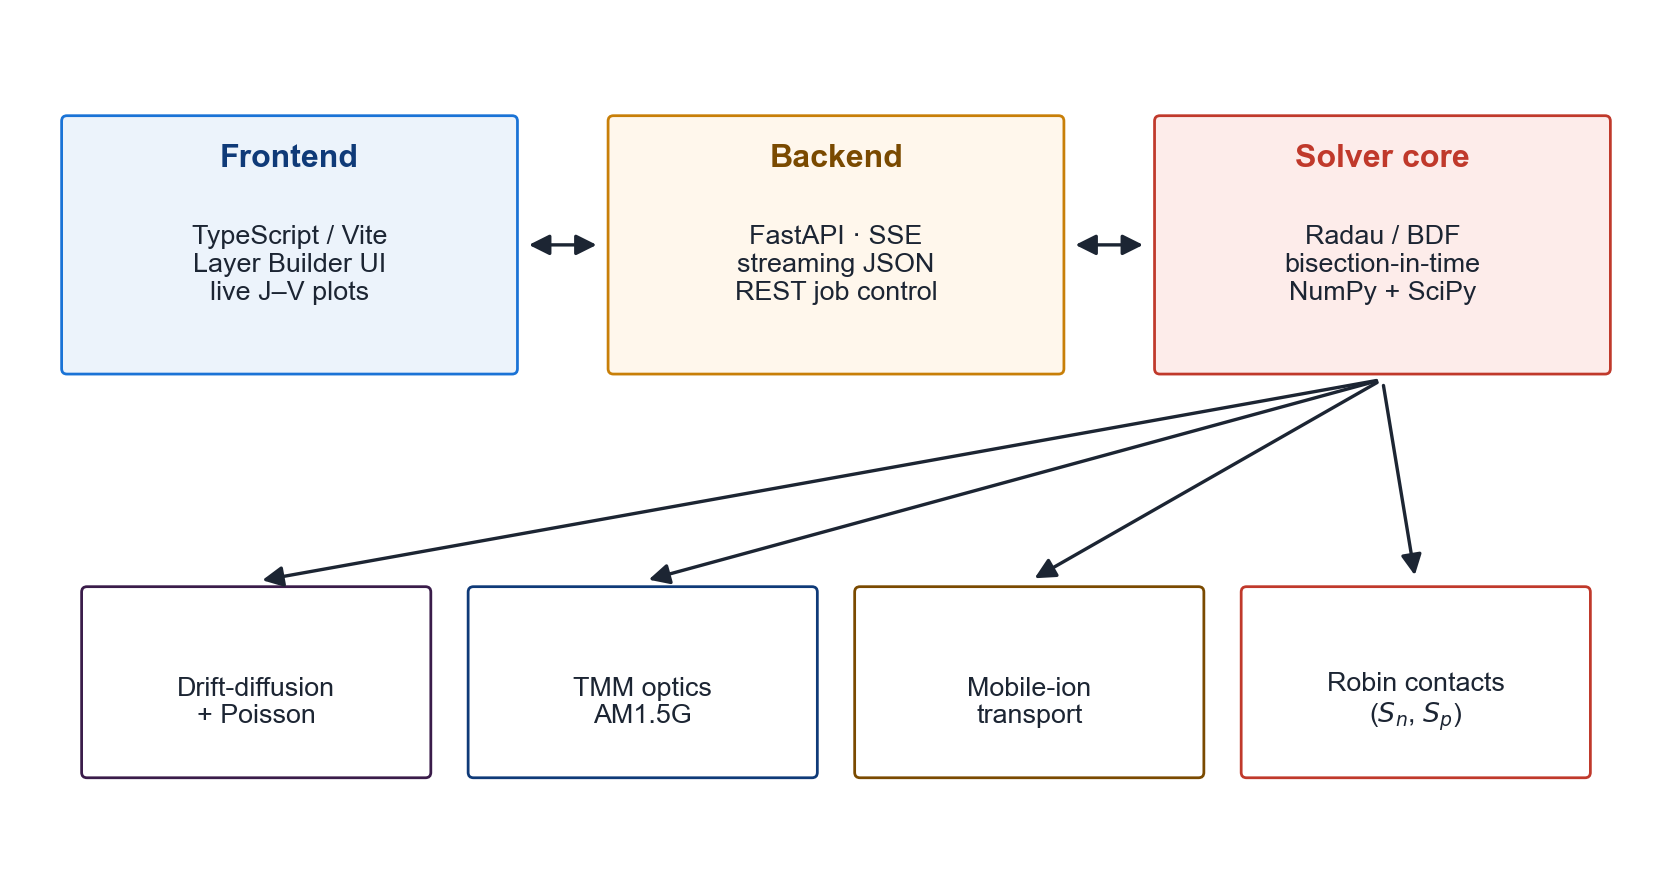 Frontend
TypeScript / Vite
Layer Builder UI
live J–V plots
Backend
FastAPI · SSE
streaming JSON
REST job control
Solver core
Radau / BDF
bisection-in-time
NumPy + SciPy
Drift-diffusion
+ Poisson
TMM optics
AM1.5G
Mobile-ion
transport
Robin contacts
(Sₙ, Sₚ)